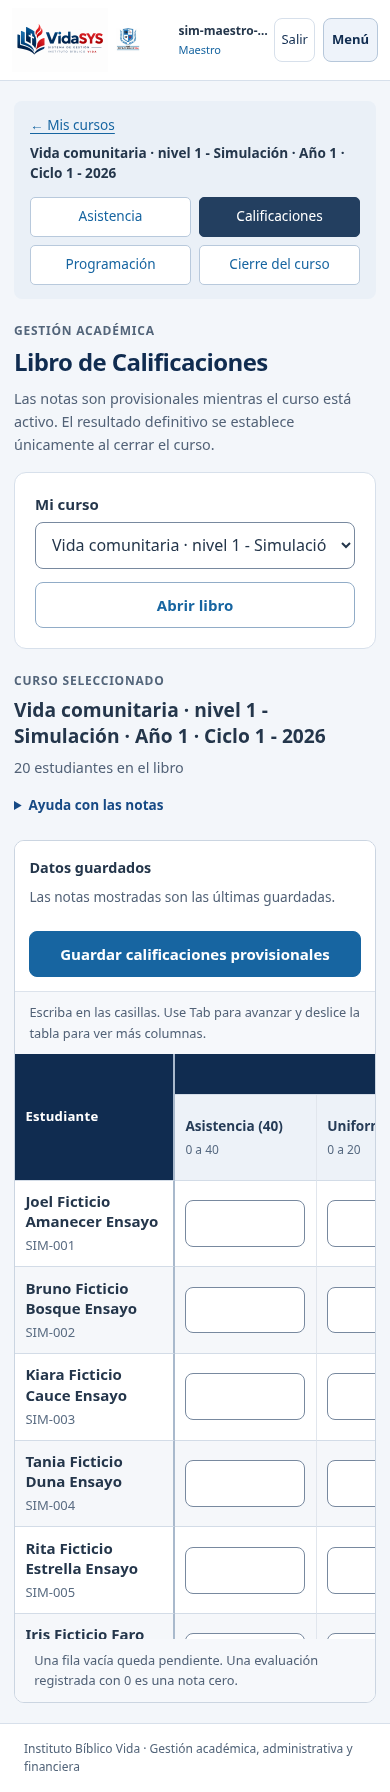 VidaSYS
sim-maestro-...
Maestro
Salir
Menú
← Mis cursos
Vida comunitaria · nivel 1 - Simulación · Año 1 ·
Ciclo 1 - 2026
Asistencia
Calificaciones
Programación
Cierre del curso
GESTIÓN ACADÉMICA
Libro de Calificaciones
Las notas son provisionales mientras el curso está
activo. El resultado definitivo se establece
únicamente al cerrar el curso.
Mi curso
Vida comunitaria · nivel 1 - Simulació
Abrir libro
CURSO SELECCIONADO
Vida comunitaria · nivel 1 -
Simulación · Año 1 · Ciclo 1 - 2026
20 estudiantes en el libro
Ayuda con las notas
Datos guardados
Las notas mostradas son las últimas guardadas.
Guardar calificaciones provisionales
Escriba en las casillas. Use Tab para avanzar y deslice la
tabla para ver más columnas.
Estudiante
Asistencia (40)
0 a 40
Uniform
0 a 20
Joel Ficticio
Amanecer Ensayo
SIM-001
Bruno Ficticio
Bosque Ensayo
SIM-002
Kiara Ficticio
Cauce Ensayo
SIM-003
Tania Ficticio
Duna Ensayo
SIM-004
Rita Ficticio
Estrella Ensayo
SIM-005
Iris Ficticio Faro
Una fila vacía queda pendiente. Una evaluación
registrada con 0 es una nota cero.
Instituto Bíblico Vida · Gestión académica, administrativa y
financiera